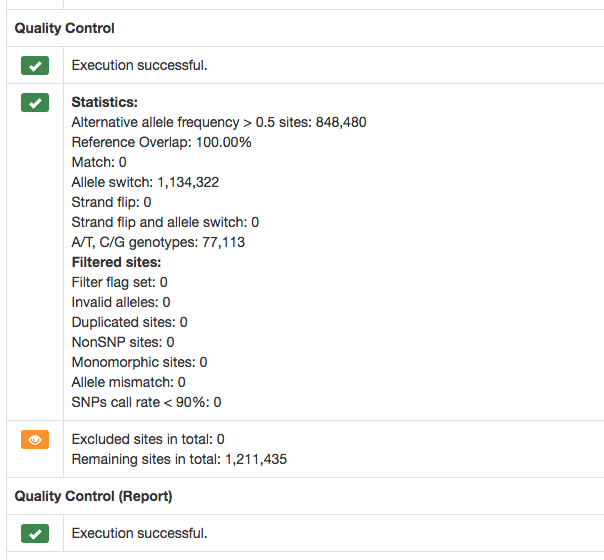 Quality Control
Execution successful.
Statistics:
Alternative allele frequency > 0.5 sites: 848,480
Reference Overlap: 100.00%
Match: 0
Allele switch: 1,134,322
Strand flip: 0
Strand flip and allele switch: 0
A/T, C/G genotypes: 77,113
Filtered sites:
Filter flag set: 0
Invalid alleles: 0
Duplicated sites: 0
NonSNP sites: 0
Monomorphic sites: 0
Allele mismatch: 0
SNPs call rate < 90%: 0
Excluded sites in total: 0
Remaining sites in total: 1,211,435
Quality Control (Report)
Execution successful.